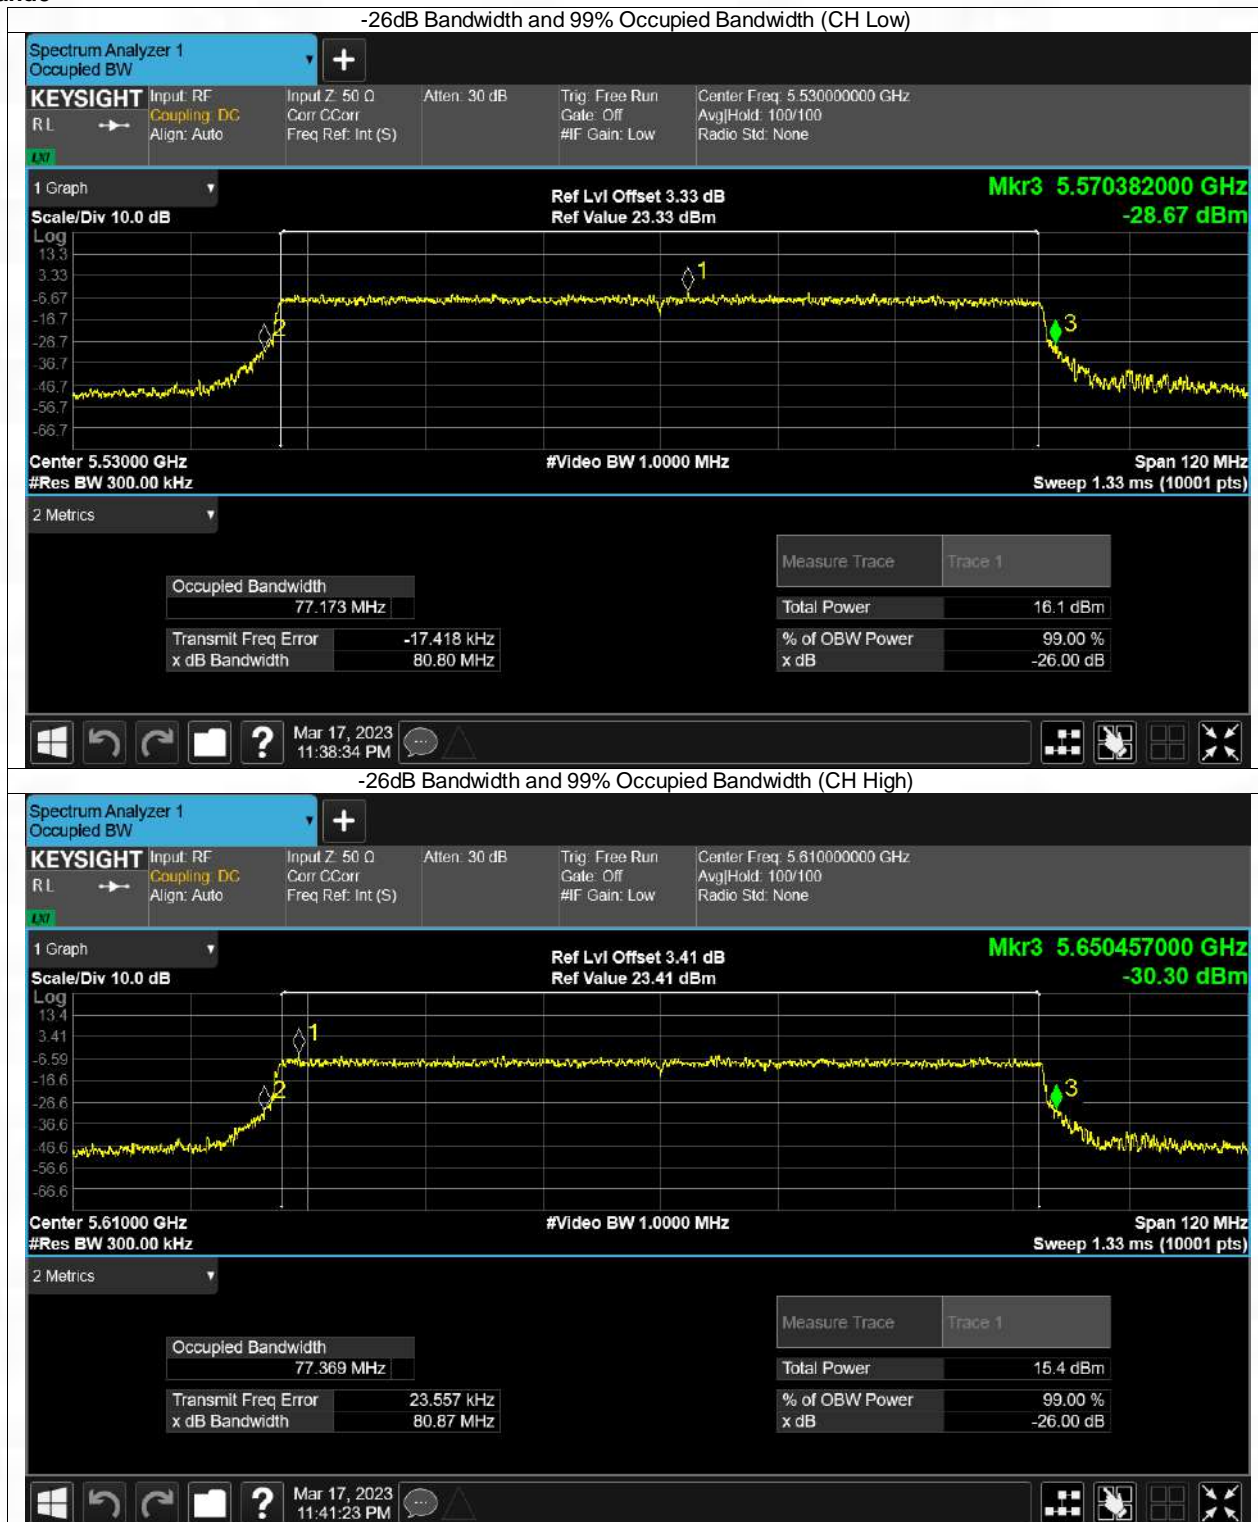 -26dB Bandwidth and 99% Occupied Bandwidth (CH Low)
Spectrum Analyzer 1
Occupied BW
+
KEYSIGHT Input: RF Input Z: 50 Ω Atten: 30 dB Trig: Free Run Center Freq: 5.530000000 GHz
RL Coupling: DC Corr CCorr Gate: Off Avg|Hold: 100/100
Align: Auto Freq Ref: Int (S) #IF Gain: Low Radio Std: None
LXI
1 Graph Ref Lvl Offset 3.33 dB Mkr3 5.570382000 GHz
Scale/Div 10.0 dB Ref Value 23.33 dBm -28.67 dBm
Log
13.3
3.33
-6.67
-16.7
-26.7
-36.7
-46.7
-56.7
-66.7
1
2
3
Center 5.53000 GHz #Video BW 1.0000 MHz Span 120 MHz
#Res BW 300.00 kHz Sweep 1.33 ms (10001 pts)
2 Metrics
Measure Trace Trace 1
Occupied Bandwidth
77.173 MHz Total Power 16.1 dBm
Transmit Freq Error -17.418 kHz % of OBW Power 99.00 %
x dB Bandwidth 80.80 MHz x dB -26.00 dB
? Mar 17, 2023
11:38:34 PM
-26dB Bandwidth and 99% Occupied Bandwidth (CH High)
Spectrum Analyzer 1
Occupied BW
+
KEYSIGHT Input: RF Input Z: 50 Ω Atten: 30 dB Trig: Free Run Center Freq: 5.610000000 GHz
RL Coupling: DC Corr CCorr Gate: Off Avg|Hold: 100/100
Align: Auto Freq Ref: Int (S) #IF Gain: Low Radio Std: None
LXI
1 Graph Ref Lvl Offset 3.41 dB Mkr3 5.650457000 GHz
Scale/Div 10.0 dB Ref Value 23.41 dBm -30.30 dBm
Log
13.4
3.41
-6.59
-16.6
-26.6
-36.6
-46.6
-56.6
-66.6
1
2
3
Center 5.61000 GHz #Video BW 1.0000 MHz Span 120 MHz
#Res BW 300.00 kHz Sweep 1.33 ms (10001 pts)
2 Metrics
Measure Trace Trace 1
Occupied Bandwidth
77.369 MHz Total Power 15.4 dBm
Transmit Freq Error 23.557 kHz % of OBW Power 99.00 %
x dB Bandwidth 80.87 MHz x dB -26.00 dB
? Mar 17, 2023
11:41:23 PM